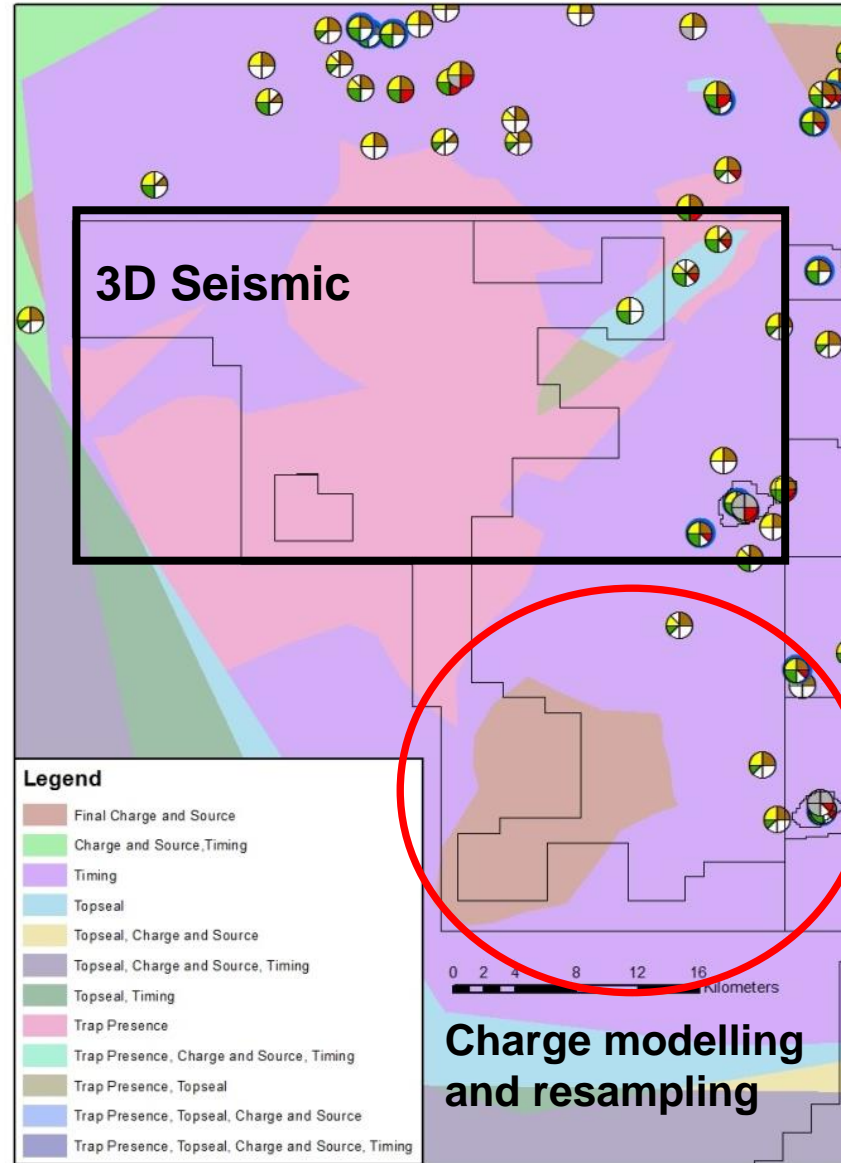 3D Seismic
Legend
Final Charge and Source
Charge and Source,Timing
Timing
Topseal
Topseal, Charge and Source
Topseal, Charge and Source, Timing
Topseal, Timing
Trap Presence
Trap Presence, Charge and Source, Timing
Trap Presence, Topseal
Trap Presence, Topseal, Charge and Source
Trap Presence, Topseal, Charge and Source, Timing
0 2 4 8 12 16
Kilometers
Charge modelling
and resampling